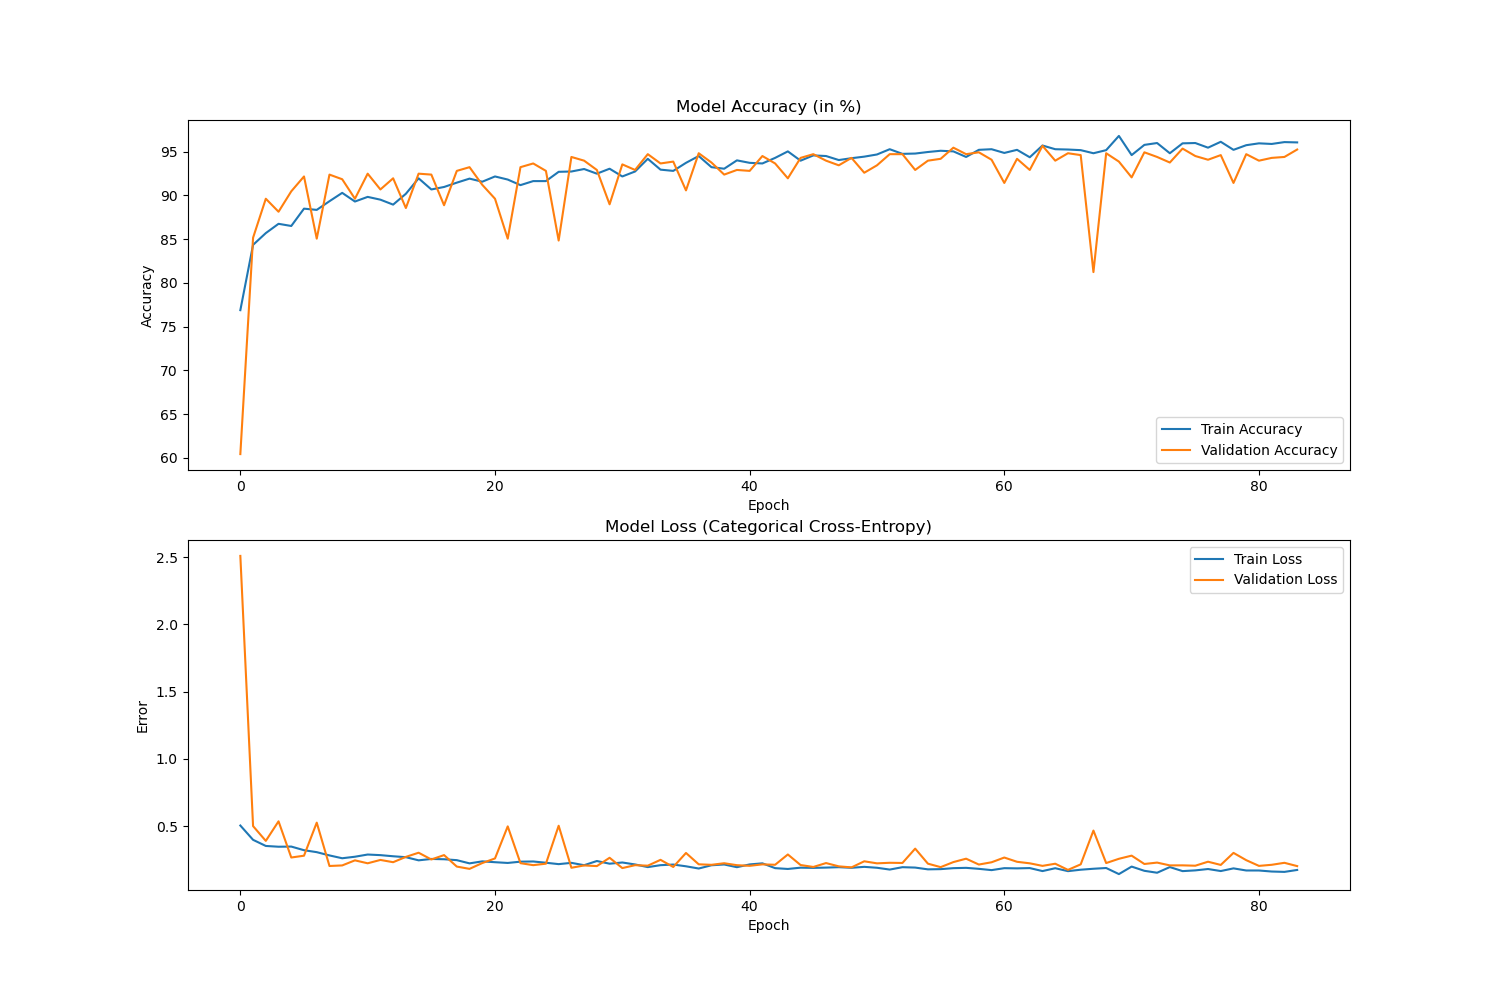 Model Accuracy (in %)
95
90
85
80
75
70
65
60
Accuracy
Train Accuracy
Validation Accuracy
0 20 40 60 80
Epoch
Model Loss (Categorical Cross-Entropy)
2.5
2.0
1.5
1.0
0.5
Error
Train Loss
Validation Loss
0 20 40 60 80
Epoch